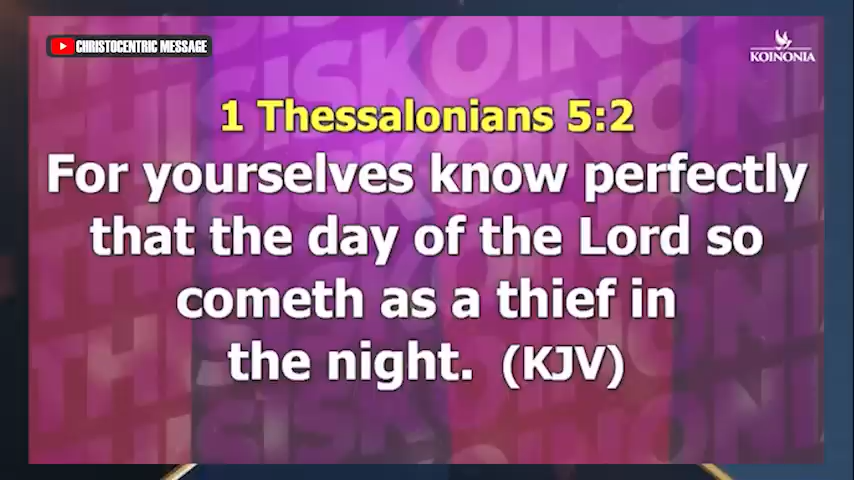 CHRISTOCENTRIC MESSAGE
KOINONIA
1 Thessalonians 5:2
For yourselves know perfectly
that the day of the Lord so
cometh as a thief in
the night. (KJV)